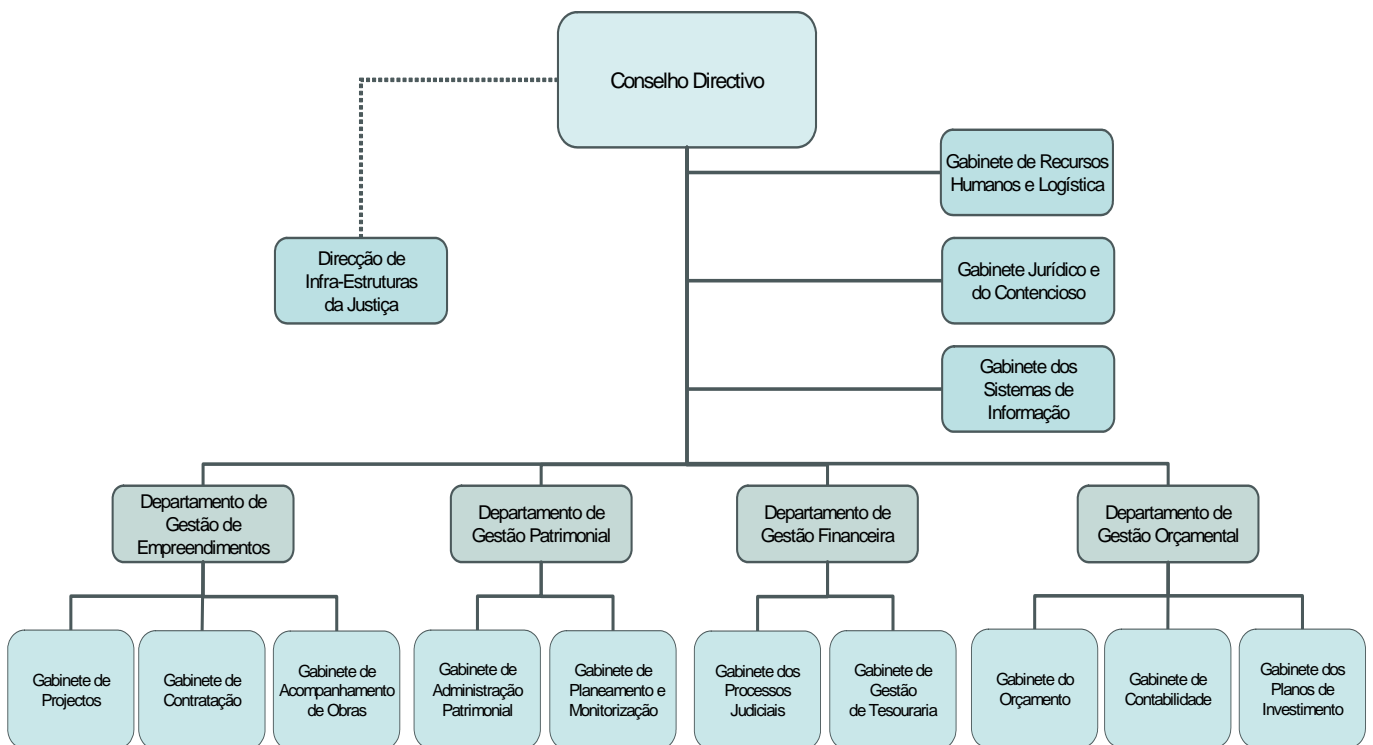 Conselho Directivo
Gabinete de Recursos
Humanos e Logística
Direcção de
Infra-Estruturas
da Justiça
Gabinete Jurídico e
do Contencioso
Gabinete dos
Sistemas de
Informação
Departamento de
Gestão de
Empreendimentos
Departamento de
Gestão Patrimonial
Departamento de
Gestão Financeira
Departamento de
Gestão Orçamental
Gabinete de
Projectos
Gabinete de
Contratação
Gabinete de
Acompanhamento
de Obras
Gabinete de
Administração
Patrimonial
Gabinete de
Planeamento e
Monitorização
Gabinete dos
Processos
Judiciais
Gabinete de
Gestão
de Tesouraria
Gabinete do
Orçamento
Gabinete de
Contabilidade
Gabinete dos
Planos de
Investimento